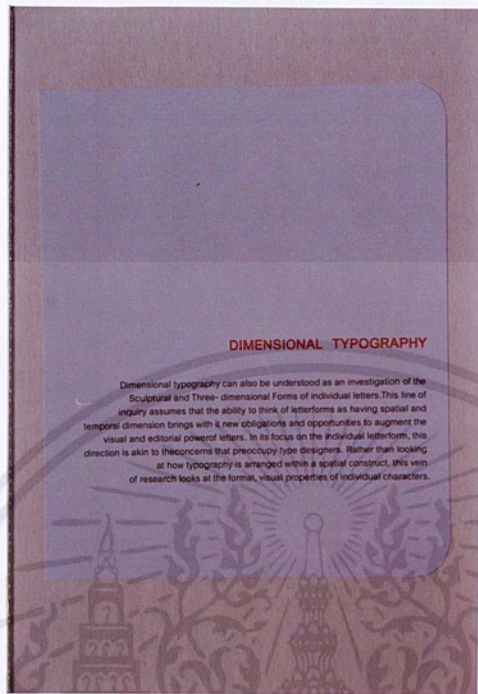 DIMENSIONAL TYPOGRAPHY
Dimensional typography can also be understood as an investigation of the
Sculptural and Three- dimensional Forms of individual letters.This line of
inquiry assumes that the ability to think of letterforms as having spatial and
temporal dimension brings with it new obligations and opportunities to augment the
visual and editorial powerof letters. In its focus on the individual letterform, this
direction is akin to theconcerns that preoccupy type designers. Rather than looking
at how typography is arranged within a spatial construct, this vein
of research looks at the formal, visual properties of individual characters.